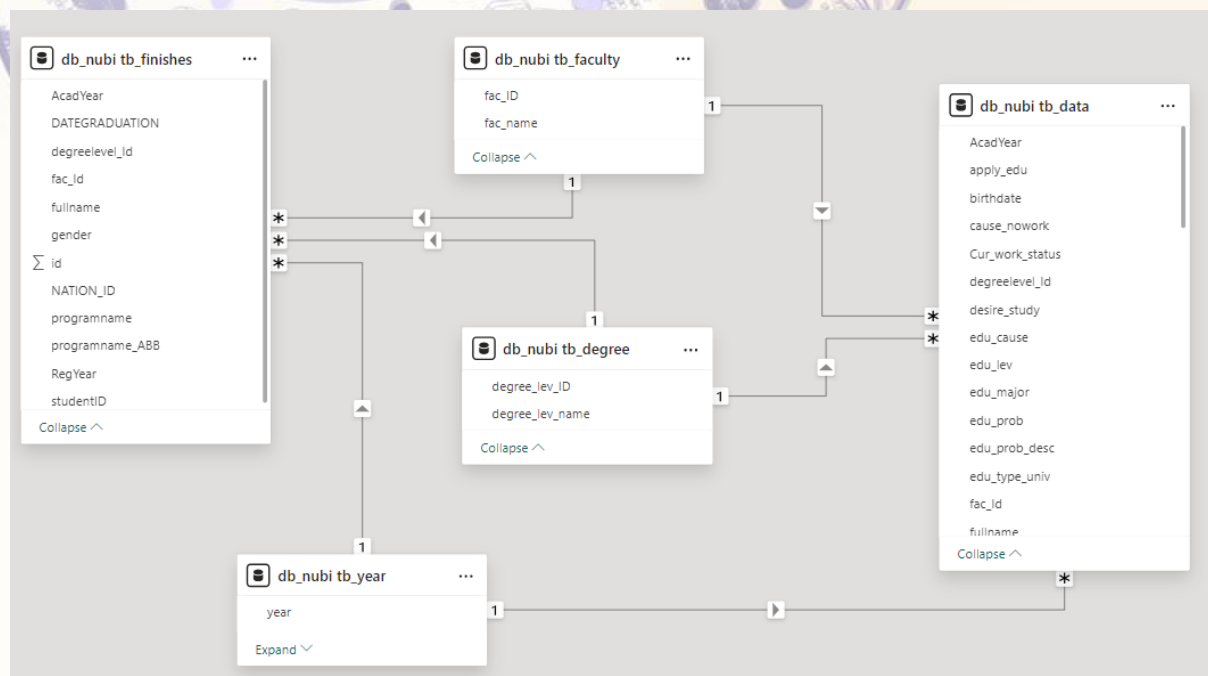 db_nubi tb_finishes
...
AcadYear
DATEGRADUATION
degreelevel_Id
fac_Id
fullname
gender
∑ id
NATION_ID
programname
programname_ABB
RegYear
studentID
Collapse
db_nubi tb_faculty
...
fac_ID
fac_name
Collapse
1
1
*
*
*
db_nubi tb_degree
...
degree_lev_ID
degree_lev_name
Collapse
1
1
db_nubi tb_year
...
year
Expand
1
1
db_nubi tb_data
...
AcadYear
apply_edu
birthdate
cause_nowork
Cur_work_status
degreelevel_Id
desire_study
edu_cause
edu_lev
edu_major
edu_prob
edu_prob_desc
edu_type_univ
fac_Id
fullname
Collapse
*
*
*